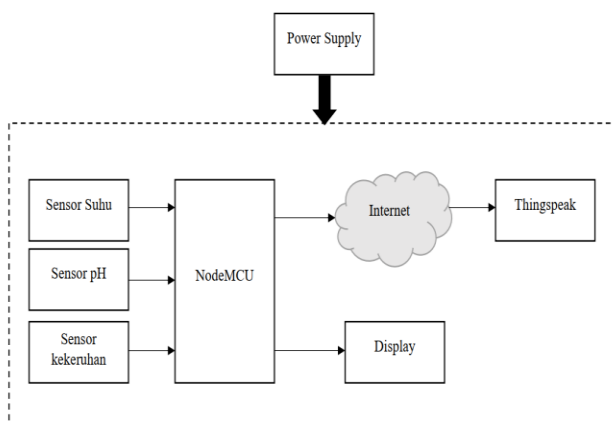 Power Supply
Sensor Suhu
Internet
Thingspeak
Sensor pH
NodeMCU
Sensor
kekeruhan
Display